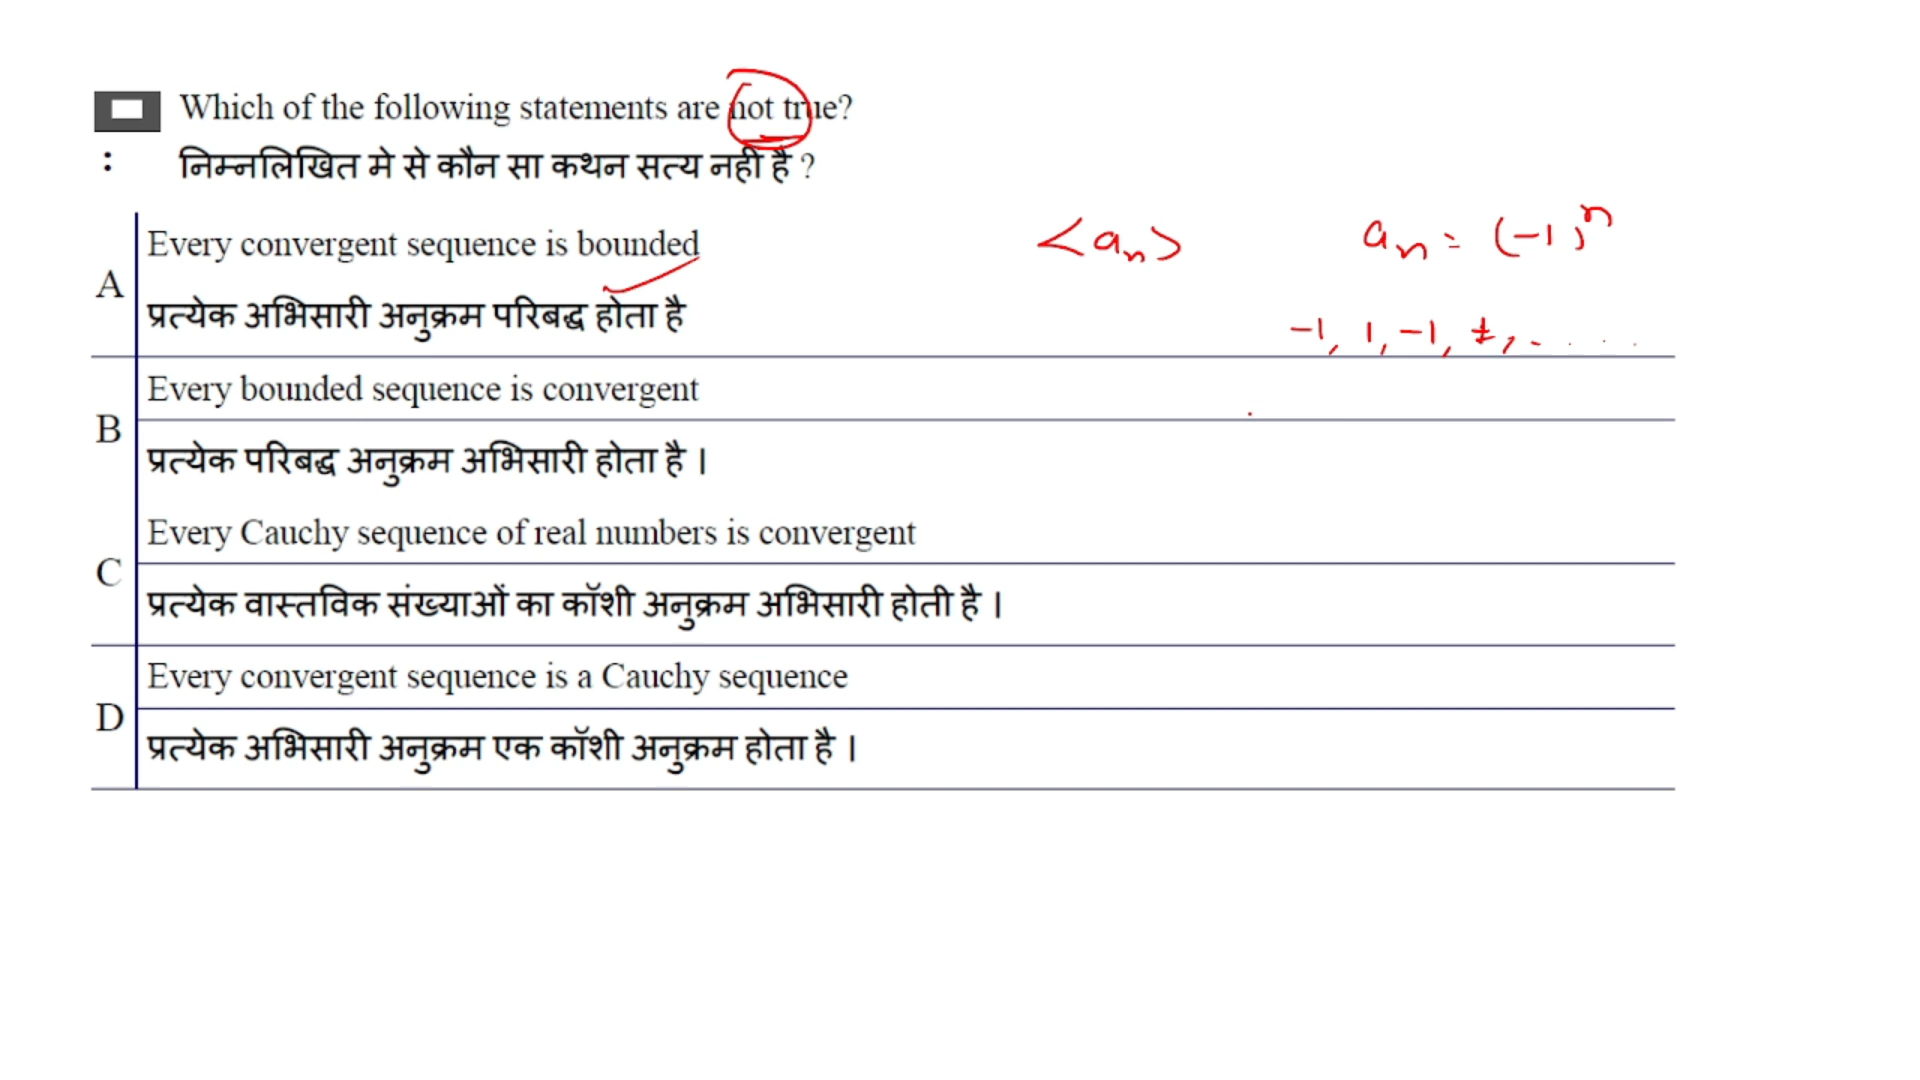 Which of the following statements are not true?
: निम्नलिखित मे से कौन सा कथन सत्य नही है ?
Every convergent sequence is bounded
<aₙ> aₙ = (-1)ⁿ
A
प्रत्येक अभिसारी अनुक्रम परिबद्ध होता है
-1, 1, -1, 1, . . . . .
Every bounded sequence is convergent
B
प्रत्येक परिबद्ध अनुक्रम अभिसारी होता है ।
Every Cauchy sequence of real numbers is convergent
C
प्रत्येक वास्तविक संख्याओं का कॉशी अनुक्रम अभिसारी होती है ।
Every convergent sequence is a Cauchy sequence
D
प्रत्येक अभिसारी अनुक्रम एक कॉशी अनुक्रम होता है ।